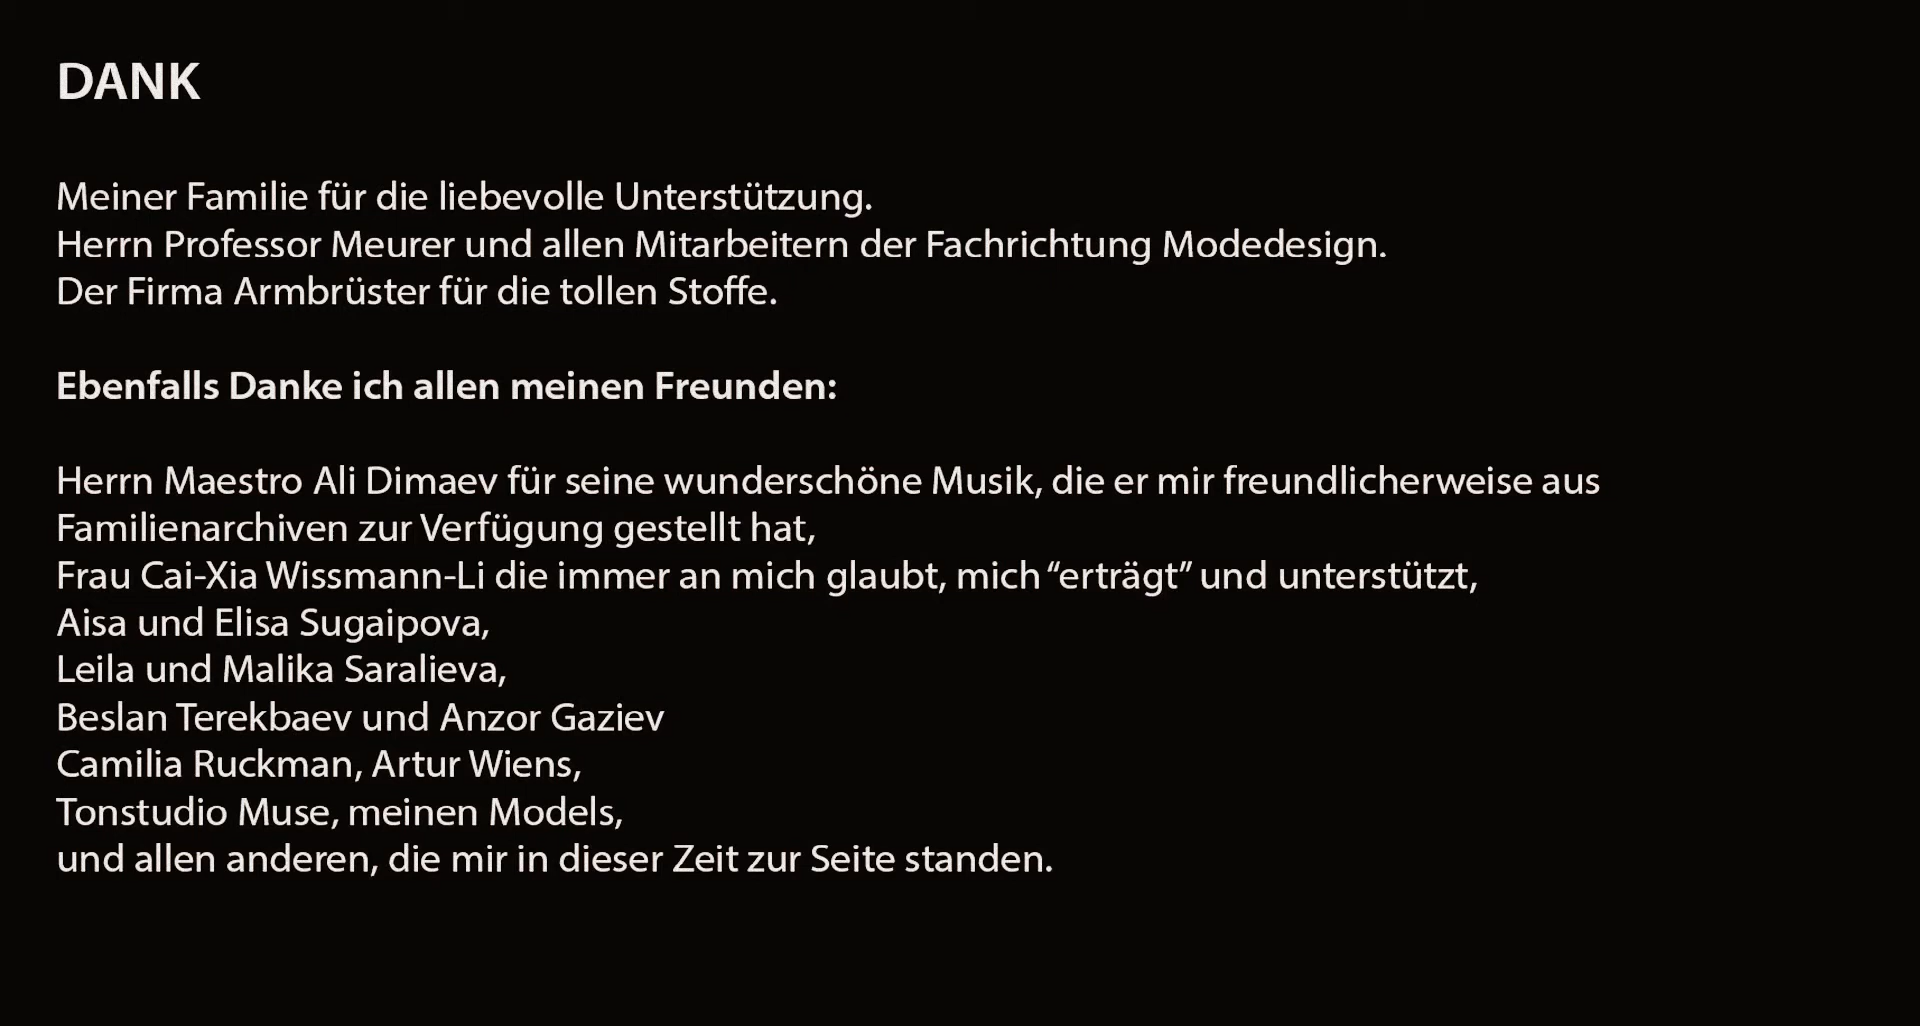 DANK
Meiner Familie für die liebevolle Unterstützung.
Herrn Professor Meurer und allen Mitarbeitern der Fachrichtung Modedesign.
Der Firma Armbrüster für die tollen Stoffe.
Ebenfalls Danke ich allen meinen Freunden:
Herrn Maestro Ali Dimaev für seine wunderschöne Musik, die er mir freundlicherweise aus
Familienarchiven zur Verfügung gestellt hat,
Frau Cai-Xia Wissmann-Li die immer an mich glaubt, mich “erträgt” und unterstützt,
Aisa und Elisa Sugaipova,
Leila und Malika Saralieva,
Beslan Terekbaev und Anzor Gaziev
Camilia Ruckman, Artur Wiens,
Tonstudio Muse, meinen Models,
und allen anderen, die mir in dieser Zeit zur Seite standen.